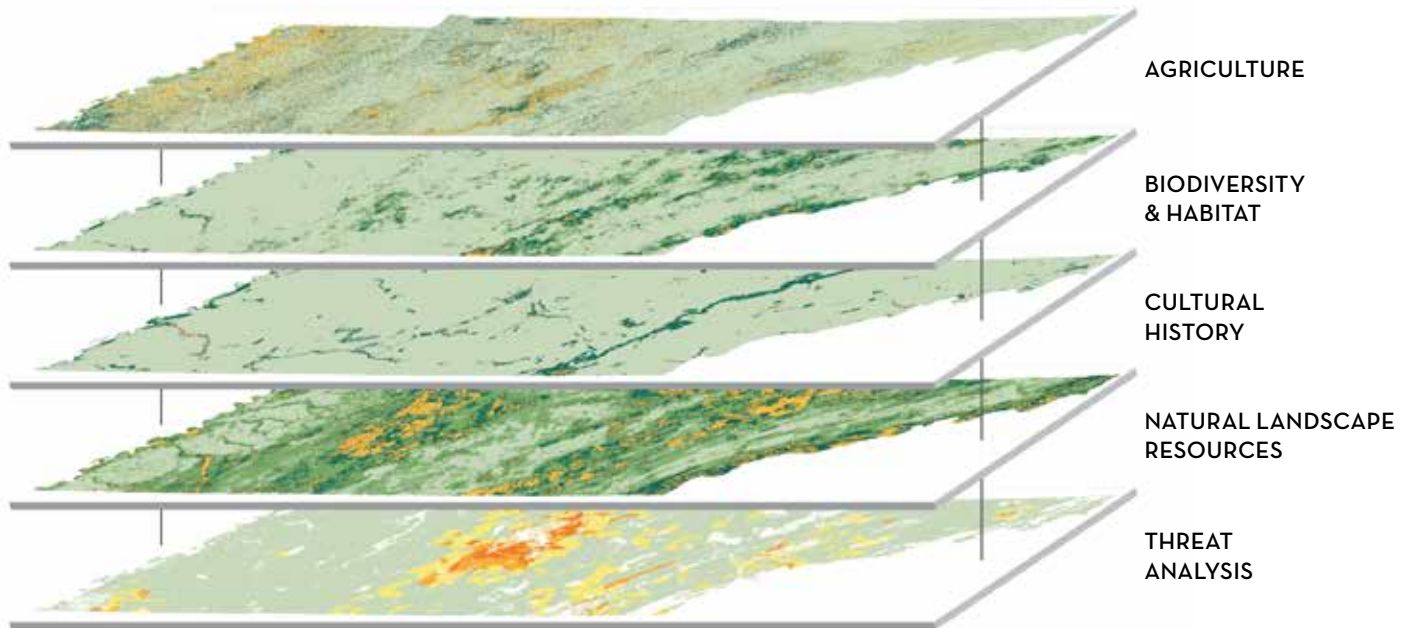 AGRICULTURE
BIODIVERSITY
& HABITAT
CULTURAL
HISTORY
NATURAL LANDSCAPE
RESOURCES
THREAT
ANALYSIS